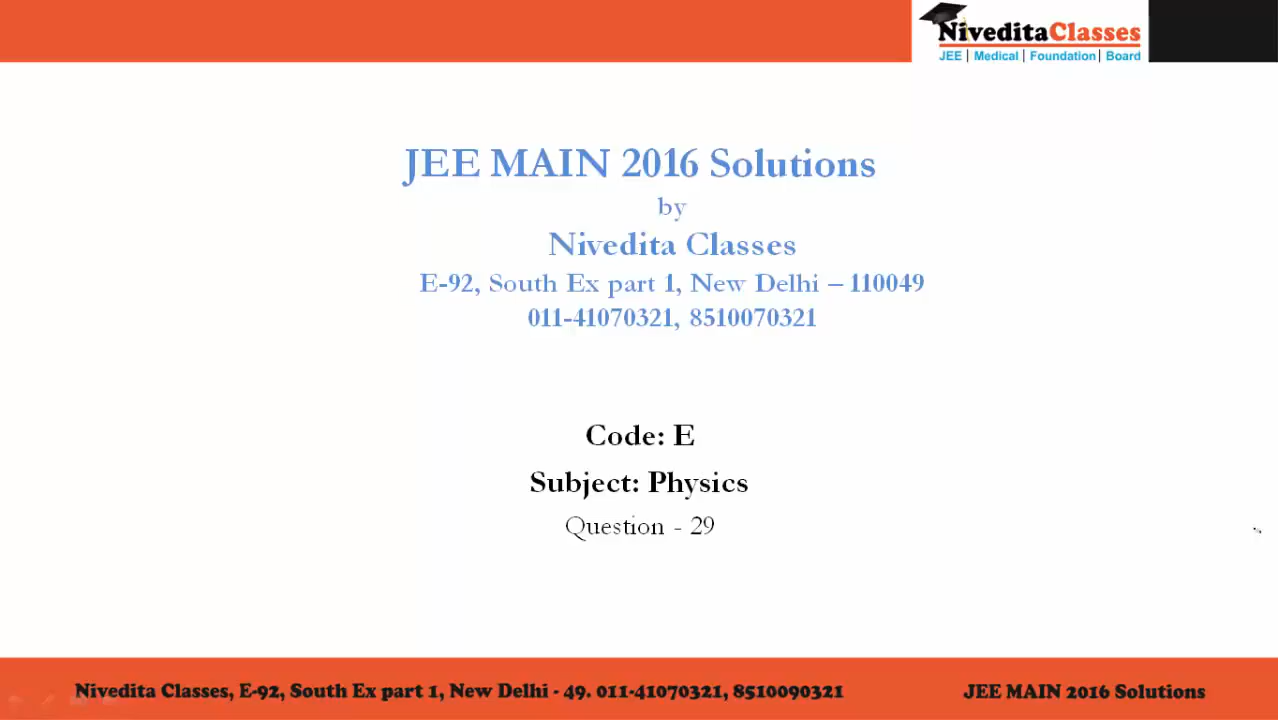 NiveditaClasses
JEE | Medical | Foundation | Board
JEE MAIN 2016 Solutions
by
Nivedita Classes
E-92, South Ex part 1, New Delhi – 110049
011-41070321, 8510070321
Code: E
Subject: Physics
Question - 29
Nivedita Classes, E-92, South Ex part 1, New Delhi - 49. 011-41070321, 8510090321
JEE MAIN 2016 Solutions